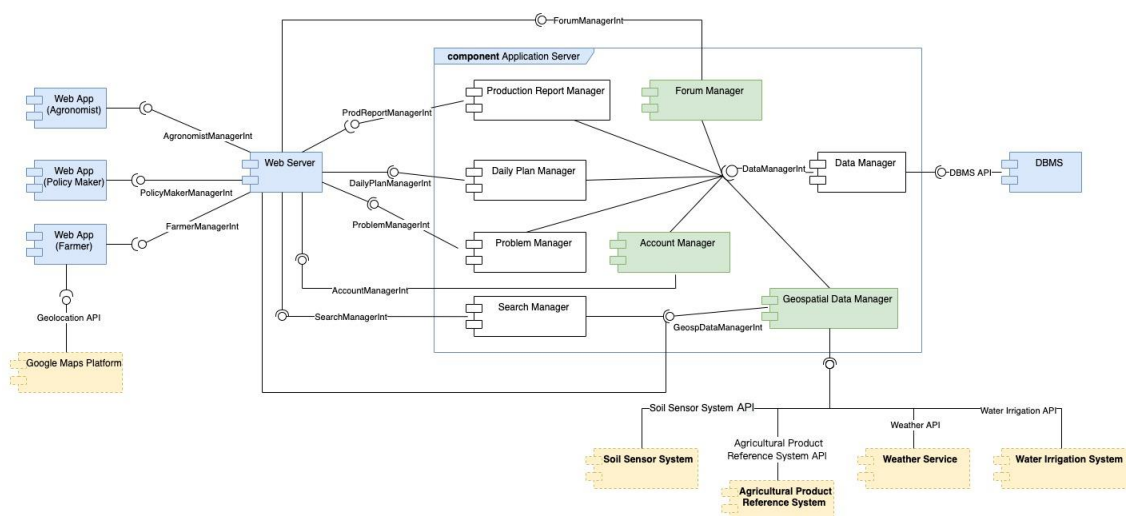 ForumManagerInt
component Application Server
Web App
(Agronomist)
Production Report Manager
Forum Manager
ProdReportManagerInt
AgronomistManagerInt
Web App
(Policy Maker)
Web Server
Daily Plan Manager
DataManagerInt
Data Manager
DBMS API
DBMS
PolicyMakerManagerInt
DailyPlanManagerInt
FarmerManagerInt
ProblemManagerInt
Web App
(Farmer)
Problem Manager
Account Manager
AccountManagerInt
Geospatial Data Manager
Geolocation API
SearchManagerInt
Search Manager
GeospDataManagerInt
Google Maps Platform
Soil Sensor System API
Water Irrigation API
Weather API
Agricultural Product
Reference System API
Soil Sensor System
Weather Service
Water Irrigation System
Agricultural Product
Reference System